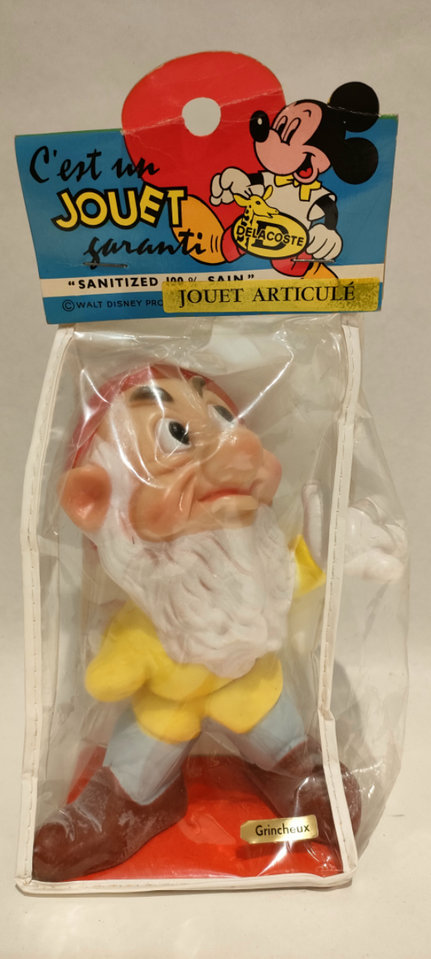 C'est un
JOUET
garanti
DELACOSTE
D
"SANITIZED 100 % SAIN"
JOUET ARTICULÉ
©WALT DISNEY PRO
Grincheux